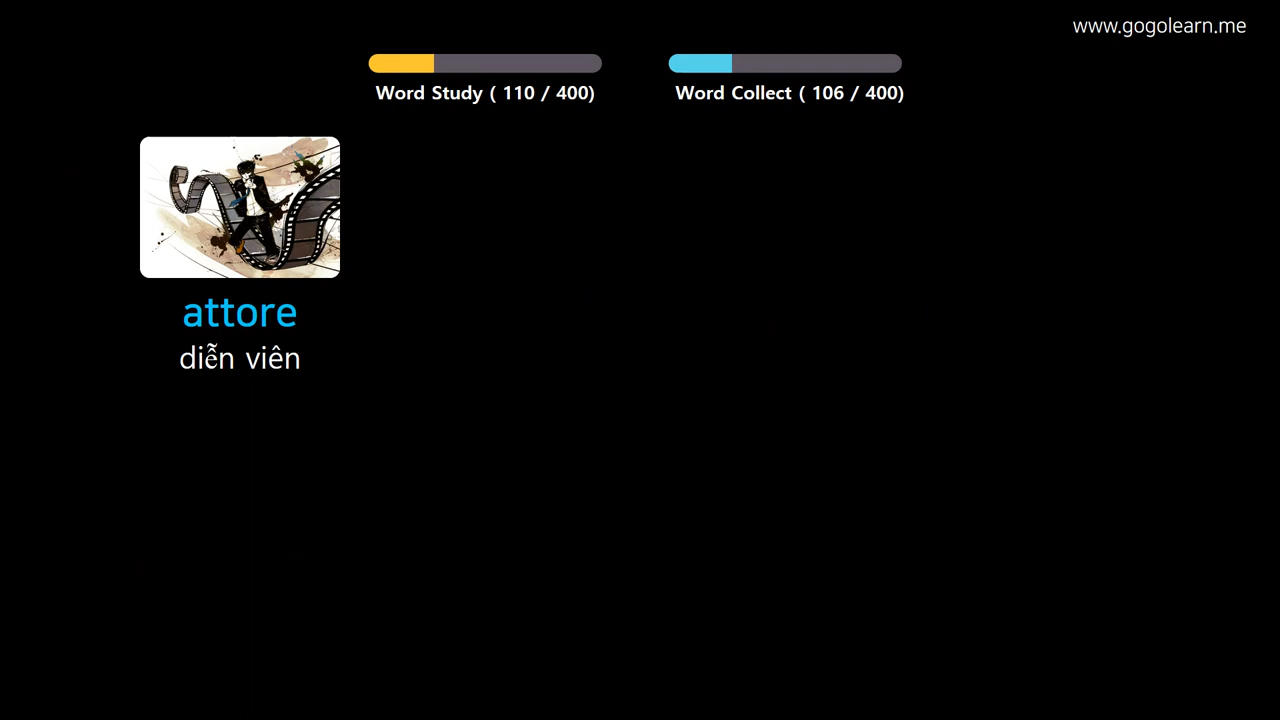 www.gogolearn.me
Word Study ( 110 / 400)
Word Collect ( 106 / 400)
attore
diễn viên